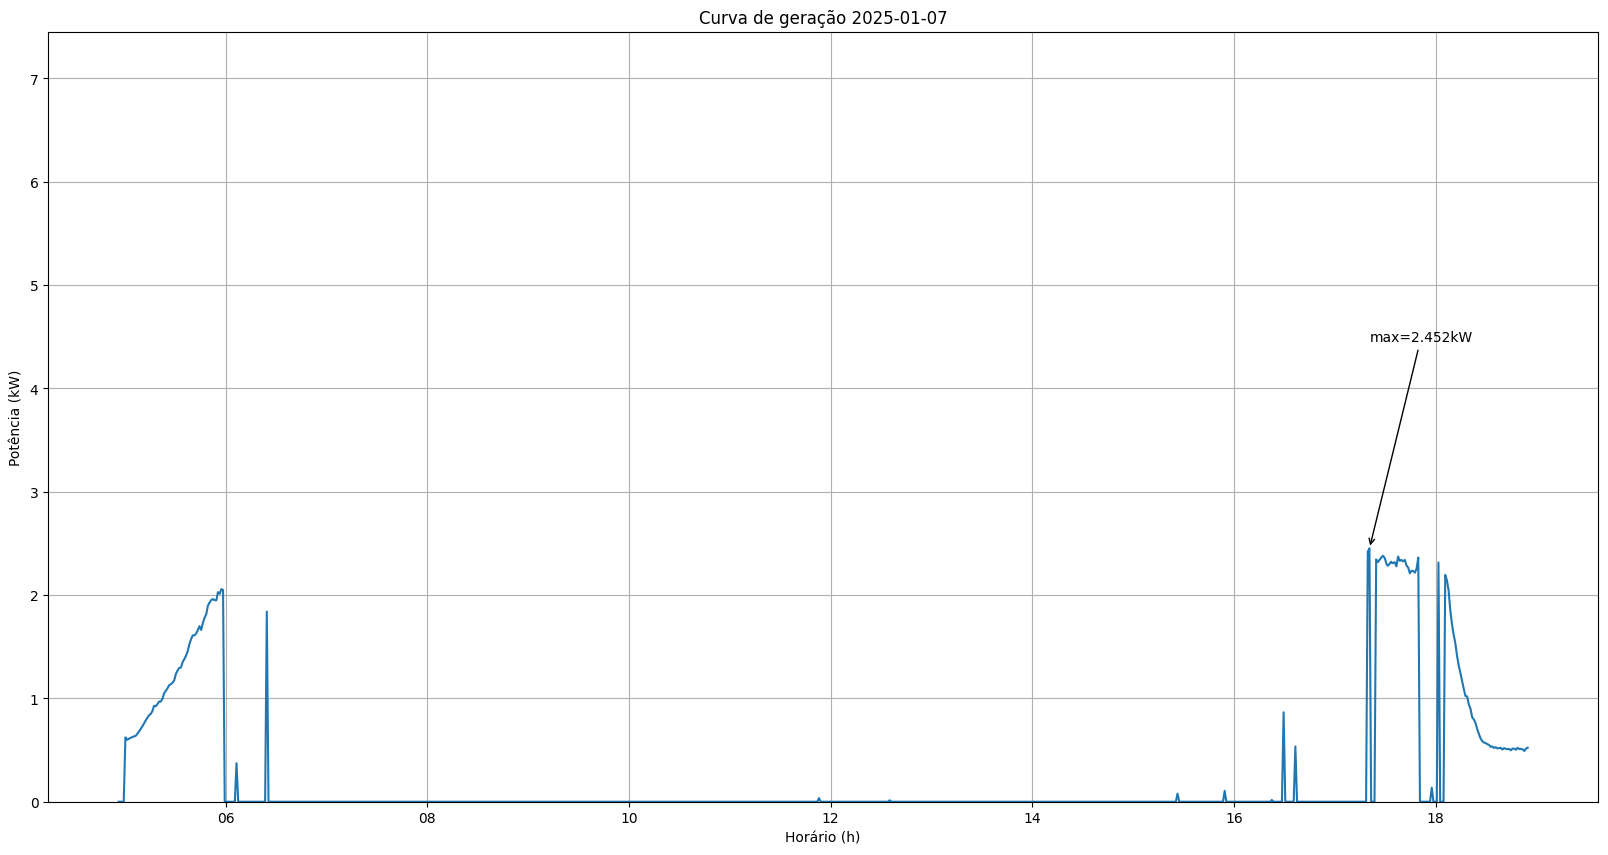 Curva de geração 2025-01-07
7
6
5
4
3
2
1
0
Potência (kW)
max=2.452kW
06 08 10 12 14 16 18
Horário (h)